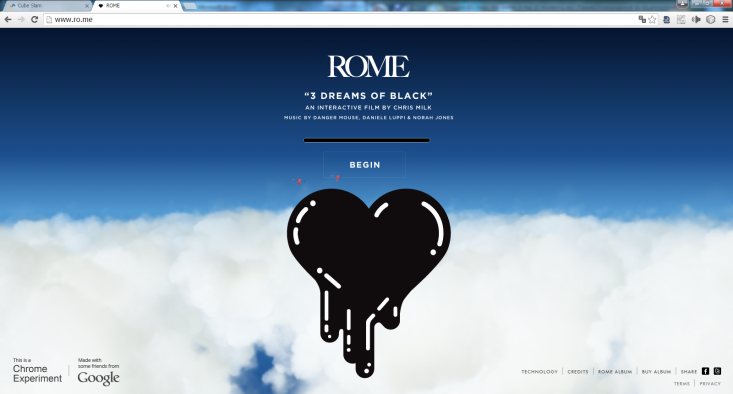 Cube Slam
ROME
www.ro.me
ROME
“3 DREAMS OF BLACK”
AN INTERACTIVE FILM BY CHRIS MILK
MUSIC BY DANGER MOUSE, DANIELE LUPPI & NORAH JONES
BEGIN
This is a
Chrome
Experiment
Made with
some friends from
Google
TECHNOLOGY
CREDITS
ROME ALBUM
BUY ALBUM
SHARE
TERMS
PRIVACY